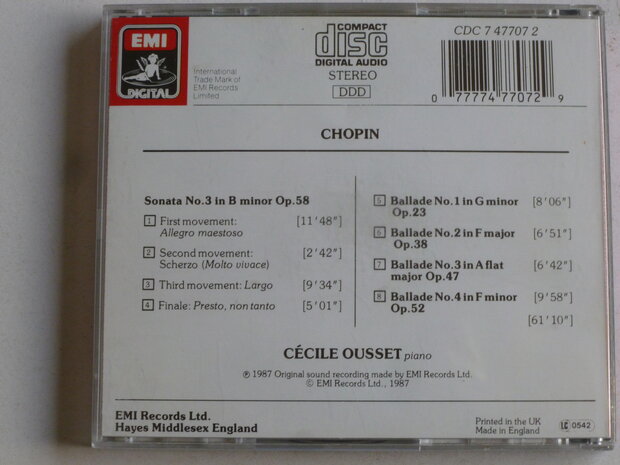 EMI
DIGITAL
International
Trade Mark of
EMI Records
Limited
COMPACT
disc
DIGITAL AUDIO
STEREO
DDD
CDC 7 47707 2
0 77774 77072 9
CHOPIN
Sonata No.3 in B minor Op.58
1 First movement: [11'48"]
Allegro maestoso
2 Second movement: [2'42"]
Scherzo (Molto vivace)
3 Third movement: Largo [9'34"]
4 Finale: Presto, non tanto [5'01"]
5 Ballade No.1 in G minor [8'06"]
Op.23
6 Ballade No.2 in F major [6'51"]
Op.38
7 Ballade No.3 in A flat [6'42"]
major Op.47
8 Ballade No.4 in F minor [9'58"]
Op.52
[61'10"]
CÉCILE OUSSET piano
℗ 1987 Original sound recording made by EMI Records Ltd.
© EMI Records Ltd., 1987
EMI Records Ltd.
Hayes Middlesex England
Printed in the UK
Made in England
LC 0542